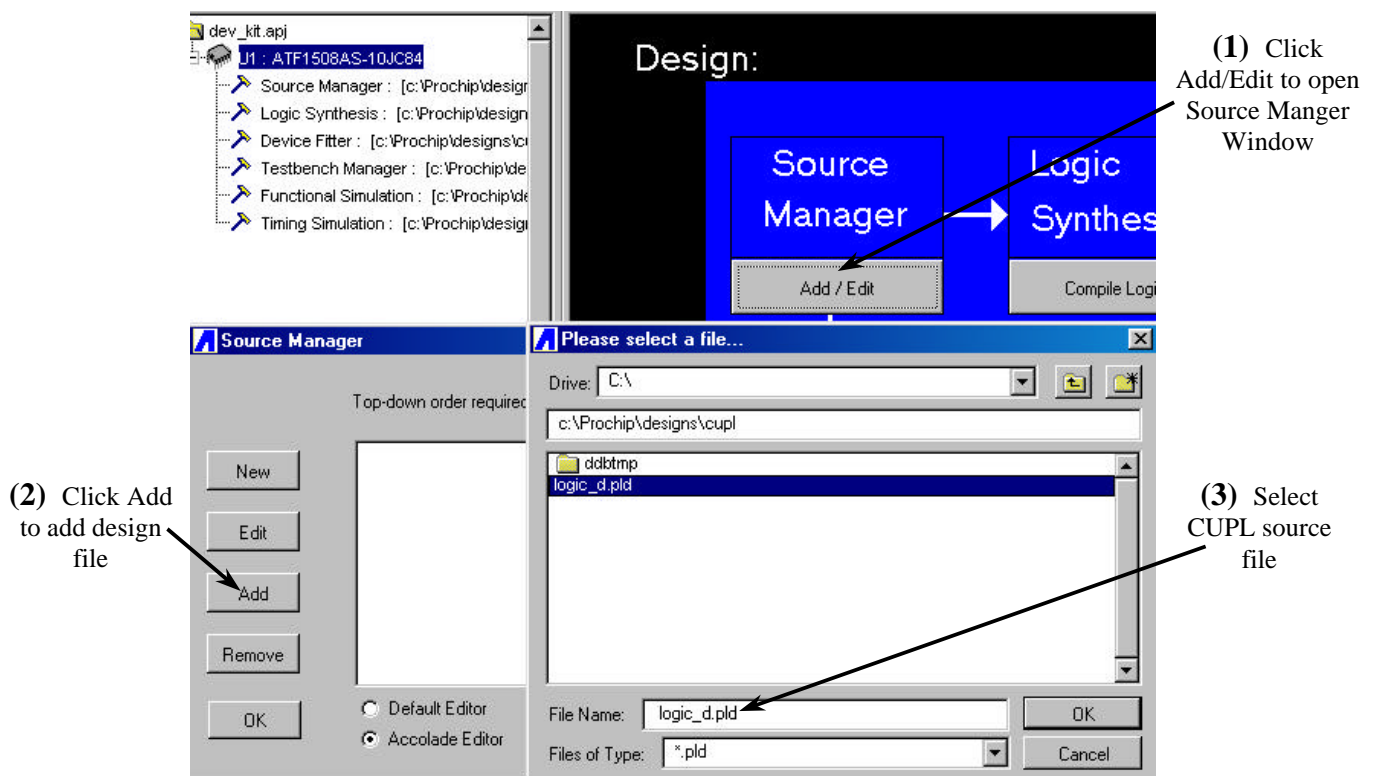 dev_kit.apj
U1 : ATF1508AS-10JC84
Source Manager : [c:\Prochip\design
Logic Synthesis : [c:\Prochip\design
Device Fitter : [c:\Prochip\designs\cu
Testbench Manager : [c:\Prochip\de
Functional Simulation : [c:\Prochip\de
Timing Simulation : [c:\Prochip\desig
Design:
Source
Manager
Add / Edit
Logic
Synthes
Compile Logi
(1) Click
Add/Edit to open
Source Manger
Window
Source Manager
Top-down order required
New
Edit
Add
Remove
OK
Default Editor
Accolade Editor
(2) Click Add
to add design
file
Please select a file...
Drive: C:\
c:\Prochip\designs\cupl
ddbtmp
logic_d.pld
File Name: logic_d.pld
OK
Files of Type: *.pld
Cancel
(3) Select
CUPL source
file